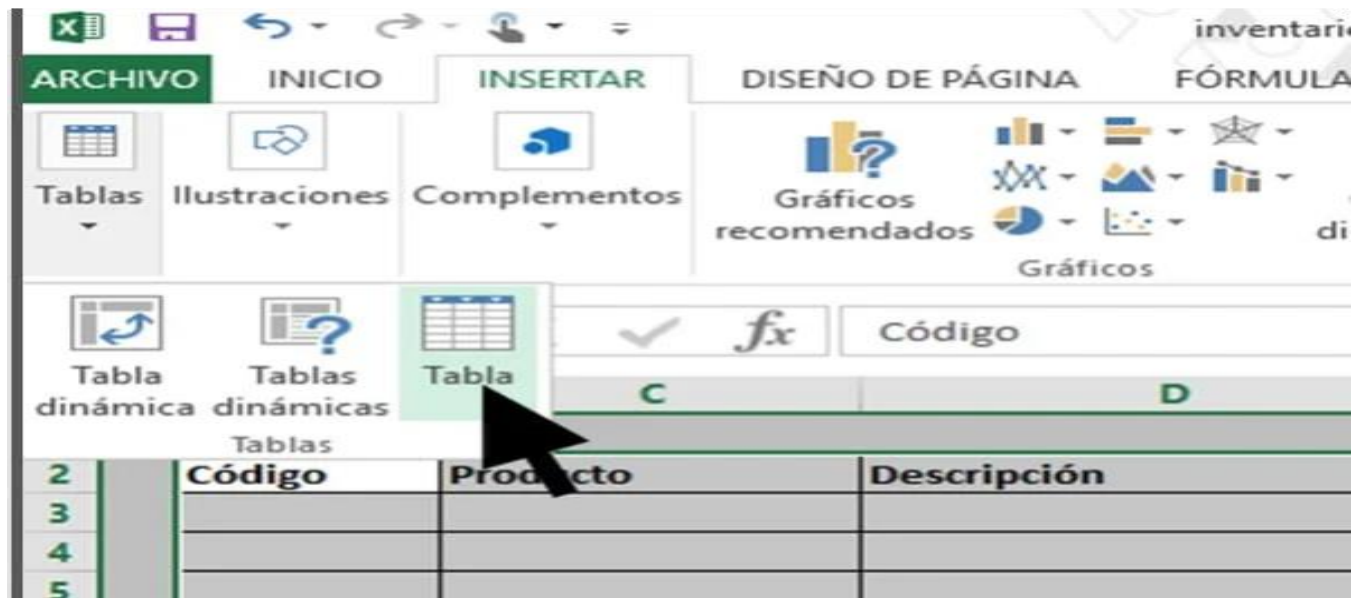 inventari
ARCHIVO INICIO INSERTAR DISEÑO DE PÁGINA FÓRMULA
Tablas Ilustraciones Complementos Gráficos recomendados di
Gráficos
fx Código
Tabla dinámica Tablas dinámicas Tabla
Tablas
C D
2 Código Producto Descripción
3
4
5